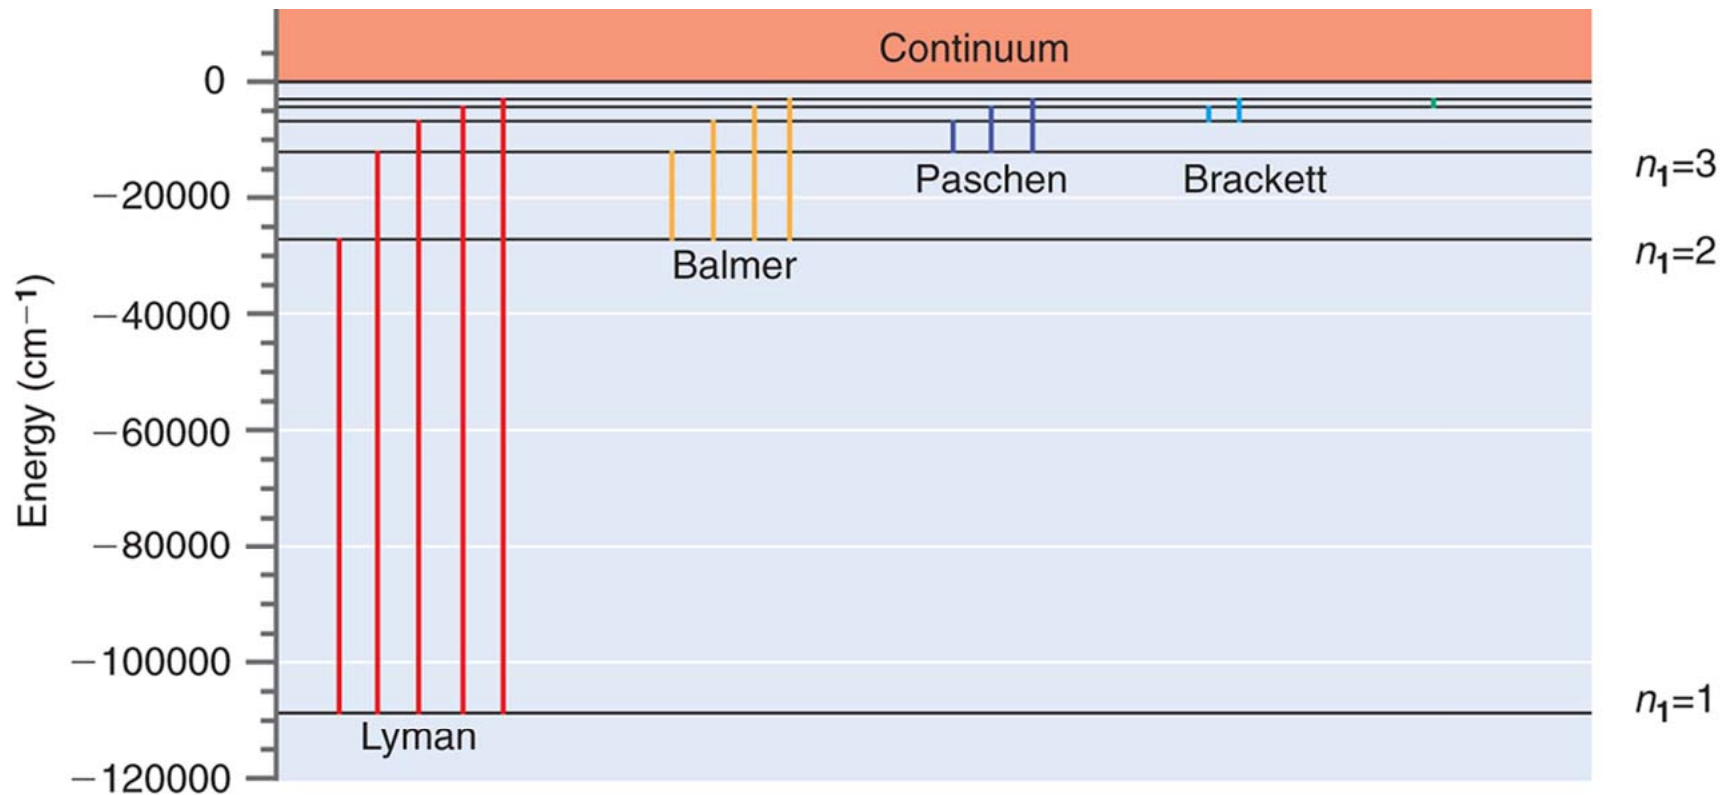 Continuum
0
Paschen
Brackett
n₁=3
−20000
Balmer
n₁=2
Energy (cm⁻¹)
−40000
−60000
−80000
−100000
n₁=1
Lyman
−120000